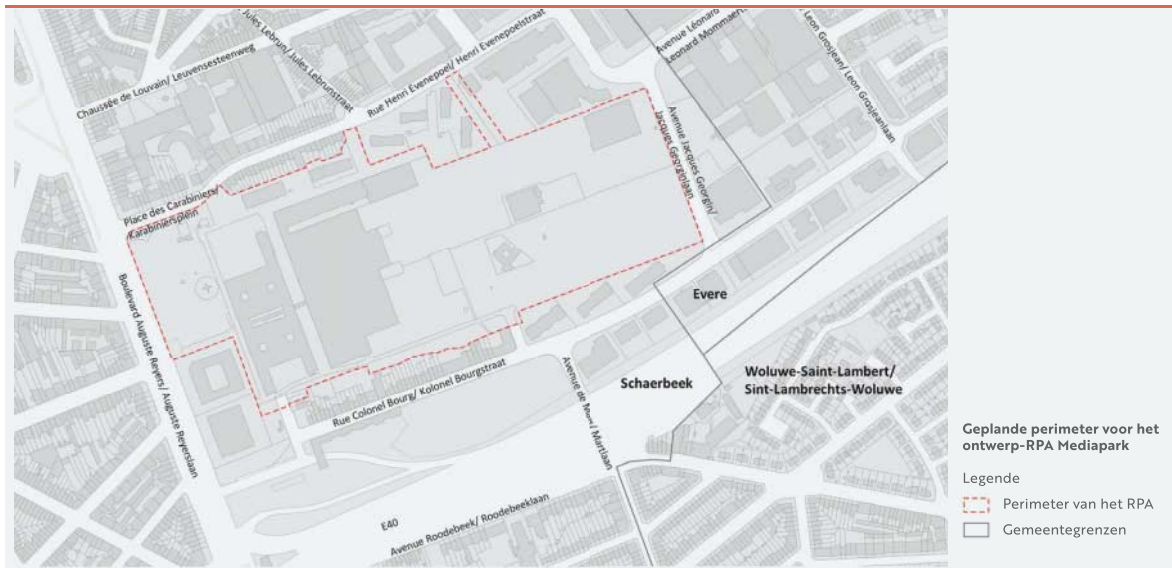 Chaussée de Louvain/ Leuvensesteenweg
Jules Lebrun/ Jules Lebrunstraat
Rue Henri Evenepoel/ Henri Evenepoelstraat
Avenue Léonard
Leonard Mommaerts
Leon Grosjean/ Leon Grosjeanlaan
Avenue Jacques Georgin/
Jacques Georginlaan
Place des Carabiniers/
Karabiniersplein
Boulevard Auguste Reyers/ Auguste Reyerslaan
Rue Colonel Bourg/ Kolonel Bourgstraat
Avenue de Marlaan
Evere
Schaerbeek
Woluwe-Saint-Lambert/
Sint-Lambrechts-Woluwe
E40
Avenue Roodebeek/ Roodebeeklaan
Geplande perimeter voor het
ontwerp-RPA Mediapark
Legende
Perimeter van het RPA
Gemeentegrenzen